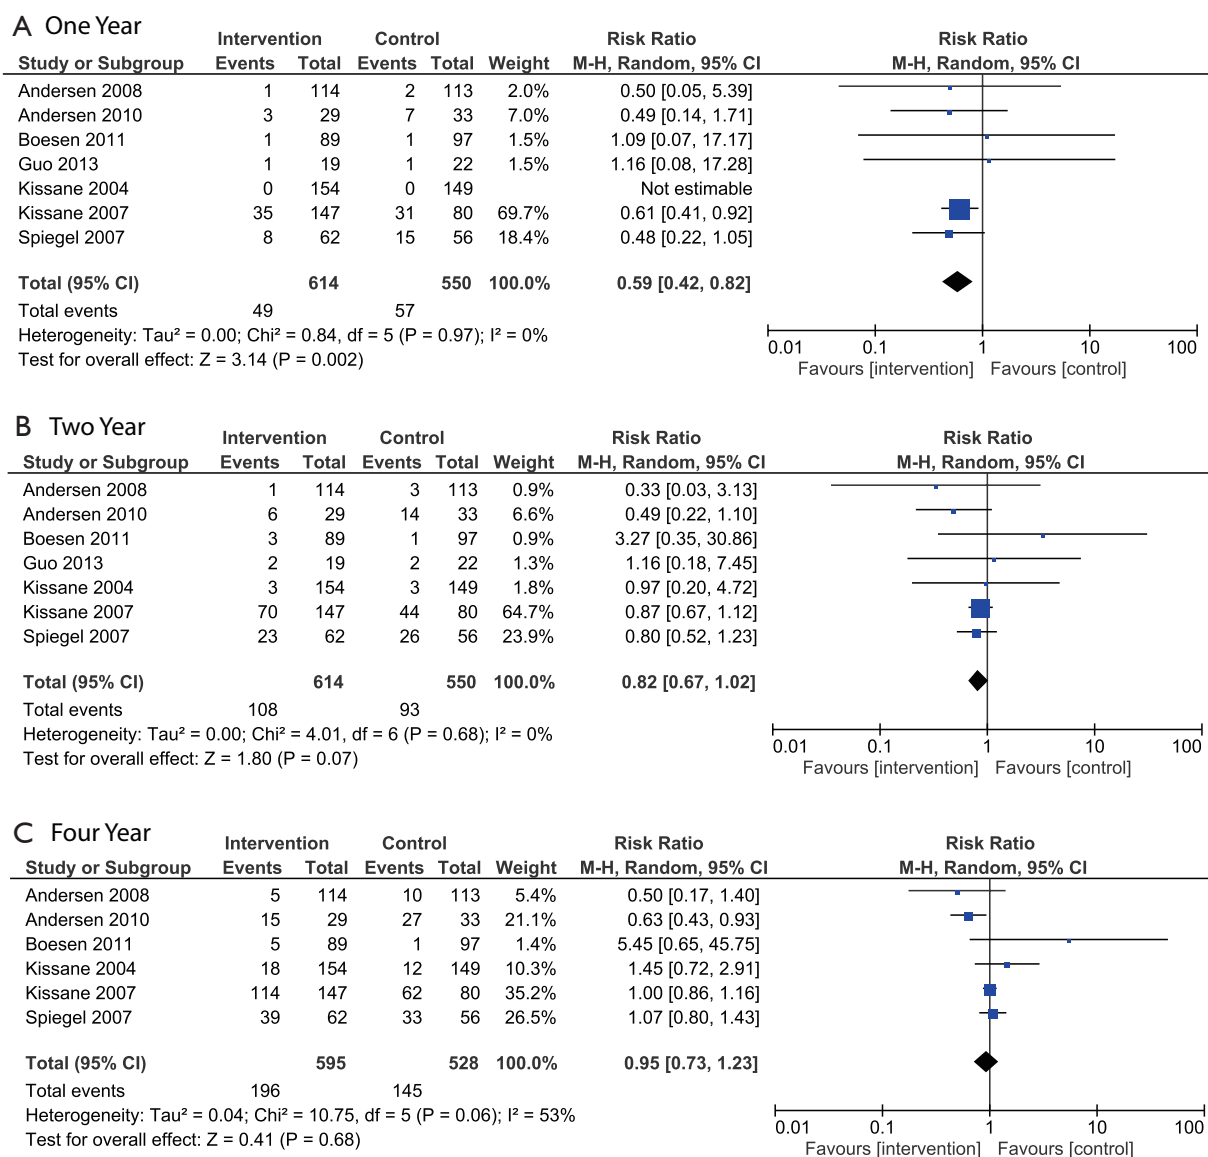 A One Year
Intervention Control Risk Ratio Risk Ratio
Study or Subgroup Events Total Events Total Weight M-H, Random, 95% CI M-H, Random, 95% CI
Andersen 2008 1 114 2 113 2.0% 0.50 [0.05, 5.39]
Andersen 2010 3 29 7 33 7.0% 0.49 [0.14, 1.71]
Boesen 2011 1 89 1 97 1.5% 1.09 [0.07, 17.17]
Guo 2013 1 19 1 22 1.5% 1.16 [0.08, 17.28]
Kissane 2004 0 154 0 149 Not estimable
Kissane 2007 35 147 31 80 69.7% 0.61 [0.41, 0.92]
Spiegel 2007 8 62 15 56 18.4% 0.48 [0.22, 1.05]
Total (95% CI) 614 550 100.0% 0.59 [0.42, 0.82]
Total events 49 57
Heterogeneity: Tau² = 0.00; Chi² = 0.84, df = 5 (P = 0.97); I² = 0%
Test for overall effect: Z = 3.14 (P = 0.002)
0.01 0.1 1 10 100
Favours [intervention] Favours [control]
B Two Year
Intervention Control Risk Ratio Risk Ratio
Study or Subgroup Events Total Events Total Weight M-H, Random, 95% CI M-H, Random, 95% CI
Andersen 2008 1 114 3 113 0.9% 0.33 [0.03, 3.13]
Andersen 2010 6 29 14 33 6.6% 0.49 [0.22, 1.10]
Boesen 2011 3 89 1 97 0.9% 3.27 [0.35, 30.86]
Guo 2013 2 19 2 22 1.3% 1.16 [0.18, 7.45]
Kissane 2004 3 154 3 149 1.8% 0.97 [0.20, 4.72]
Kissane 2007 70 147 44 80 64.7% 0.87 [0.67, 1.12]
Spiegel 2007 23 62 26 56 23.9% 0.80 [0.52, 1.23]
Total (95% CI) 614 550 100.0% 0.82 [0.67, 1.02]
Total events 108 93
Heterogeneity: Tau² = 0.00; Chi² = 4.01, df = 6 (P = 0.68); I² = 0%
Test for overall effect: Z = 1.80 (P = 0.07)
0.01 0.1 1 10 100
Favours [intervention] Favours [control]
C Four Year
Intervention Control Risk Ratio Risk Ratio
Study or Subgroup Events Total Events Total Weight M-H, Random, 95% CI M-H, Random, 95% CI
Andersen 2008 5 114 10 113 5.4% 0.50 [0.17, 1.40]
Andersen 2010 15 29 27 33 21.1% 0.63 [0.43, 0.93]
Boesen 2011 5 89 1 97 1.4% 5.45 [0.65, 45.75]
Kissane 2004 18 154 12 149 10.3% 1.45 [0.72, 2.91]
Kissane 2007 114 147 62 80 35.2% 1.00 [0.86, 1.16]
Spiegel 2007 39 62 33 56 26.5% 1.07 [0.80, 1.43]
Total (95% CI) 595 528 100.0% 0.95 [0.73, 1.23]
Total events 196 145
Heterogeneity: Tau² = 0.04; Chi² = 10.75, df = 5 (P = 0.06); I² = 53%
Test for overall effect: Z = 0.41 (P = 0.68)
0.01 0.1 1 10 100
Favours [intervention] Favours [control]